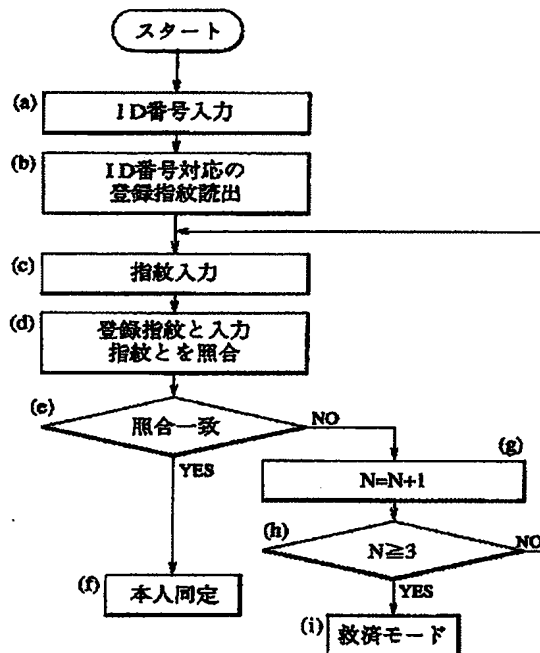 スタート
(a)
ID番号入力
(b)
ID番号対応の
登録指紋読出
(c)
指紋入力
(d)
登録指紋と入力
指紋とを照合
(e)
照合一致
NO
YES
(g)
N=N+1
(h)
N≧3
NO
YES
(f)
本人同定
(i)
救済モード